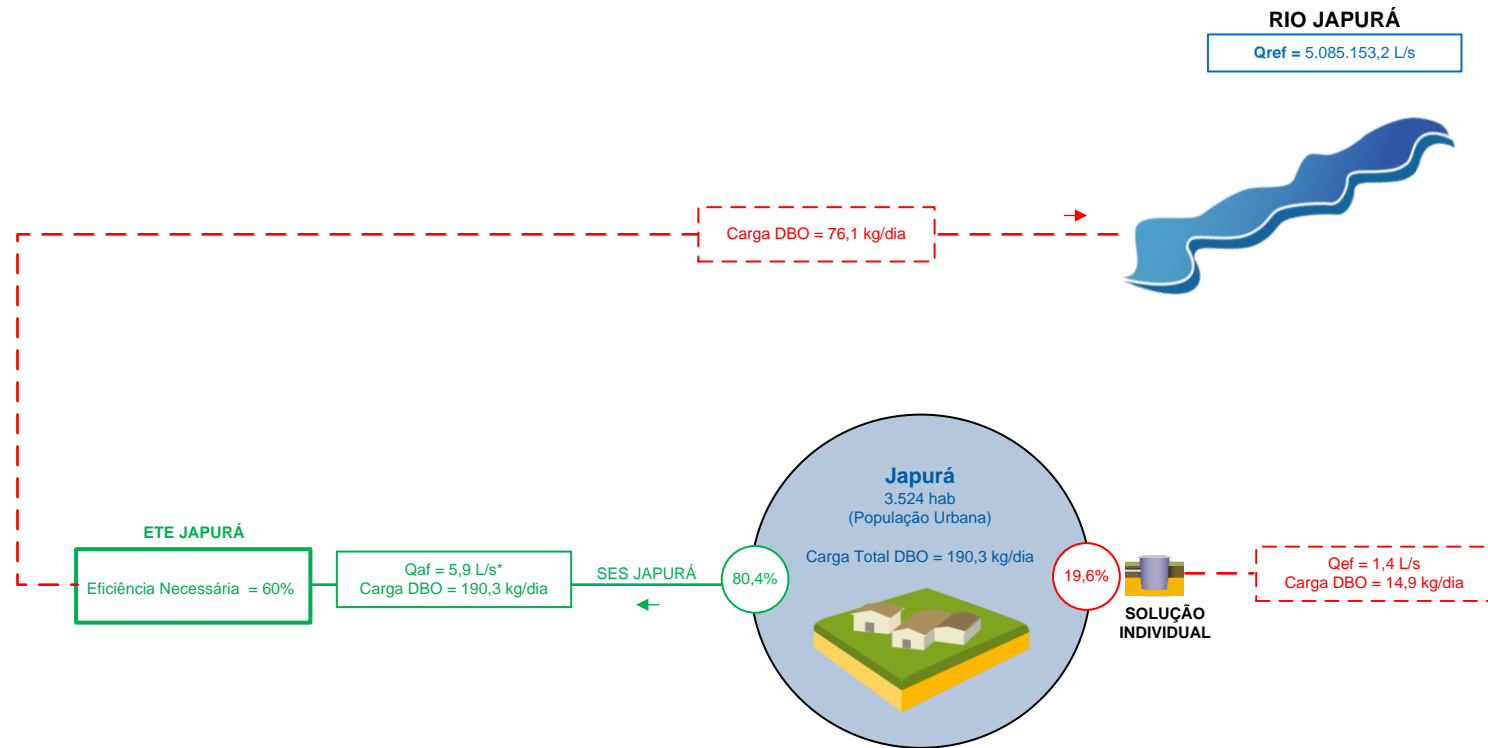 RIO JAPURÁ
Qref = 5.085.153,2 L/s
Carga DBO = 76,1 kg/dia
ETE JAPURÁ
Eficiência Necessária = 60%
Qaf = 5,9 L/s*
Carga DBO = 190,3 kg/dia
SES JAPURÁ
80,4%
Japurá
3.524 hab
(População Urbana)
Carga Total DBO = 190,3 kg/dia
19,6%
SOLUÇÃO
INDIVIDUAL
Qef = 1,4 L/s
Carga DBO = 14,9 kg/dia